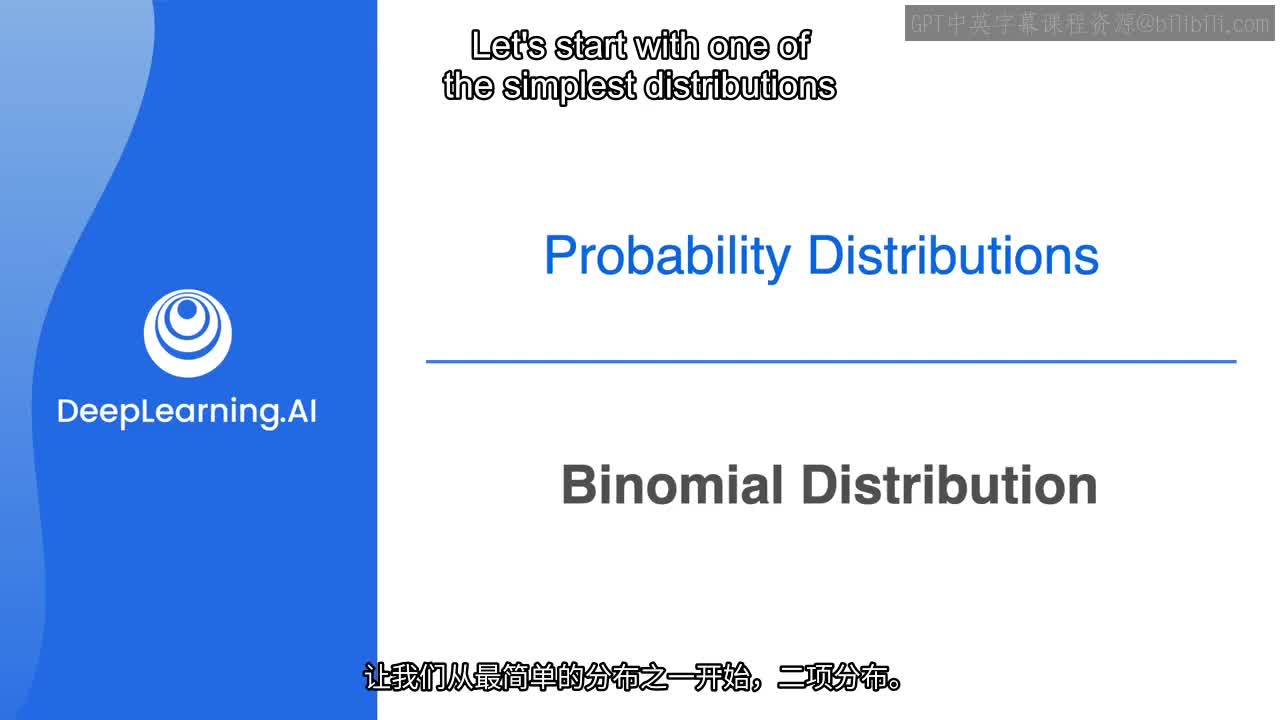 GPT中英字幕课程资源@bilibili.com
Let's start with one of
the simplest distributions
Probability Distributions
DeepLearning.AI
Binomial Distribution
让我们从最简单的分布之一开始，二项分布。